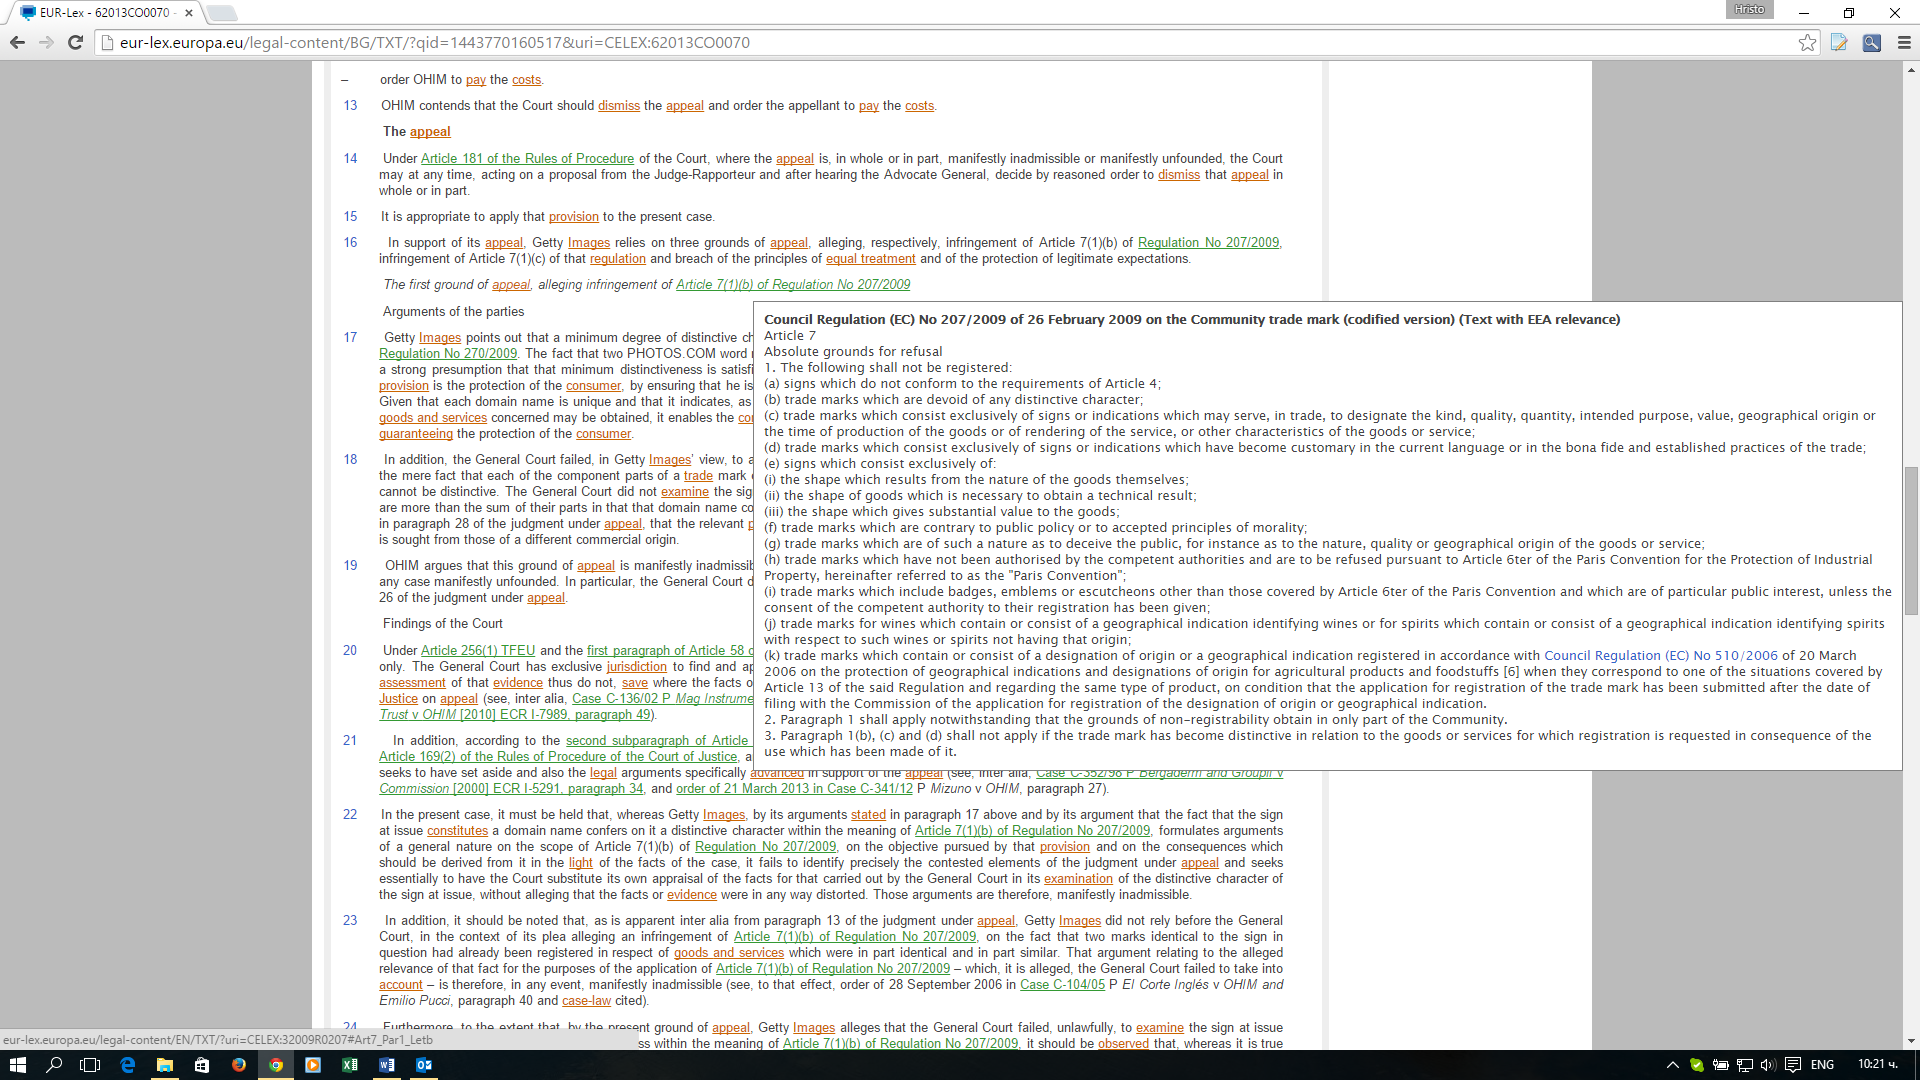 EUR-Lex - 62013CO0070 -
Hristo
eur-lex.europa.eu/legal-content/BG/TXT/?qid=1443770160517&uri=CELEX:62013CO0070
– order OHIM to pay the costs.
13 OHIM contends that the Court should dismiss the appeal and order the appellant to pay the costs.
The appeal
14 Under Article 181 of the Rules of Procedure of the Court, where the appeal is, in whole or in part, manifestly inadmissible or manifestly unfounded, the Court
may at any time, acting on a proposal from the Judge-Rapporteur and after hearing the Advocate General, decide by reasoned order to dismiss that appeal in
whole or in part.
15 It is appropriate to apply that provision to the present case.
16 In support of its appeal, Getty Images relies on three grounds of appeal, alleging, respectively, infringement of Article 7(1)(b) of Regulation No 207/2009,
infringement of Article 7(1)(c) of that regulation and breach of the principles of equal treatment and of the protection of legitimate expectations.
The first ground of appeal, alleging infringement of Article 7(1)(b) of Regulation No 207/2009
Arguments of the parties
17 Getty Images points out that a minimum degree of distinctive ch
Regulation No 270/2009. The fact that two PHOTOS.COM word
a strong presumption that that minimum distinctiveness is satisfi
provision is the protection of the consumer, by ensuring that he is
Given that each domain name is unique and that it indicates, as
goods and services concerned may be obtained, it enables the co
guaranteeing the protection of the consumer.
18 In addition, the General Court failed, in Getty Images' view, to a
the mere fact that each of the component parts of a trade mark
cannot be distinctive. The General Court did not examine the sig
are more than the sum of their parts in that that domain name co
in paragraph 28 of the judgment under appeal, that the relevant p
is sought from those of a different commercial origin.
19 OHIM argues that this ground of appeal is manifestly inadmissib
any case manifestly unfounded. In particular, the General Court d
26 of the judgment under appeal.
Findings of the Court
20 Under Article 256(1) TFEU and the first paragraph of Article 58 o
only. The General Court has exclusive jurisdiction to find and ap
assessment of that evidence thus do not, save where the facts o
Justice on appeal (see, inter alia, Case C-136/02 P Mag Instrume
Trust v OHIM [2010] ECR I-7989, paragraph 49).
21 In addition, according to the second subparagraph of Article
Article 169(2) of the Rules of Procedure of the Court of Justice, a
seeks to have set aside and also the legal arguments specifically advanced in support of the appeal (see, inter alia, Case C-352/98 P Bergaderm and Goupil v
Commission [2000] ECR I-5291, paragraph 34, and order of 21 March 2013 in Case C-341/12 P Mizuno v OHIM, paragraph 27).
22 In the present case, it must be held that, whereas Getty Images, by its arguments stated in paragraph 17 above and by its argument that the fact that the sign
at issue constitutes a domain name confers on it a distinctive character within the meaning of Article 7(1)(b) of Regulation No 207/2009, formulates arguments
of a general nature on the scope of Article 7(1)(b) of Regulation No 207/2009, on the objective pursued by that provision and on the consequences which
should be derived from it in the light of the facts of the case, it fails to identify precisely the contested elements of the judgment under appeal and seeks
essentially to have the Court substitute its own appraisal of the facts for that carried out by the General Court in its examination of the distinctive character of
the sign at issue, without alleging that the facts or evidence were in any way distorted. Those arguments are therefore, manifestly inadmissible.
23 In addition, it should be noted that, as is apparent inter alia from paragraph 13 of the judgment under appeal, Getty Images did not rely before the General
Court, in the context of its plea alleging an infringement of Article 7(1)(b) of Regulation No 207/2009, on the fact that two marks identical to the sign in
question had already been registered in respect of goods and services which were in part identical and in part similar. That argument relating to the alleged
relevance of that fact for the purposes of the application of Article 7(1)(b) of Regulation No 207/2009 – which, it is alleged, the General Court failed to take into
account – is therefore, in any event, manifestly inadmissible (see, to that effect, order of 28 September 2006 in Case C-104/05 P El Corte Inglés v OHIM and
Emilio Pucci, paragraph 40 and case-law cited).
24 Furthermore, to the extent that, by the present ground of appeal, Getty Images alleges that the General Court failed, unlawfully, to examine the sign at issue
ss within the meaning of Article 7(1)(b) of Regulation No 207/2009, it should be observed that, whereas it is true
Council Regulation (EC) No 207/2009 of 26 February 2009 on the Community trade mark (codified version) (Text with EEA relevance)
Article 7
Absolute grounds for refusal
1. The following shall not be registered:
(a) signs which do not conform to the requirements of Article 4;
(b) trade marks which are devoid of any distinctive character;
(c) trade marks which consist exclusively of signs or indications which may serve, in trade, to designate the kind, quality, quantity, intended purpose, value, geographical origin or
the time of production of the goods or of rendering of the service, or other characteristics of the goods or service;
(d) trade marks which consist exclusively of signs or indications which have become customary in the current language or in the bona fide and established practices of the trade;
(e) signs which consist exclusively of:
(i) the shape which results from the nature of the goods themselves;
(ii) the shape of goods which is necessary to obtain a technical result;
(iii) the shape which gives substantial value to the goods;
(f) trade marks which are contrary to public policy or to accepted principles of morality;
(g) trade marks which are of such a nature as to deceive the public, for instance as to the nature, quality or geographical origin of the goods or service;
(h) trade marks which have not been authorised by the competent authorities and are to be refused pursuant to Article 6ter of the Paris Convention for the Protection of Industrial
Property, hereinafter referred to as the "Paris Convention";
(i) trade marks which include badges, emblems or escutcheons other than those covered by Article 6ter of the Paris Convention and which are of particular public interest, unless the
consent of the competent authority to their registration has been given;
(j) trade marks for wines which contain or consist of a geographical indication identifying wines or for spirits which contain or consist of a geographical indication identifying spirits
with respect to such wines or spirits not having that origin;
(k) trade marks which contain or consist of a designation of origin or a geographical indication registered in accordance with Council Regulation (EC) No 510/2006 of 20 March
2006 on the protection of geographical indications and designations of origin for agricultural products and foodstuffs [6] when they correspond to one of the situations covered by
Article 13 of the said Regulation and regarding the same type of product, on condition that the application for registration of the trade mark has been submitted after the date of
filing with the Commission of the application for registration of the designation of origin or geographical indication.
2. Paragraph 1 shall apply notwithstanding that the grounds of non-registrability obtain in only part of the Community.
3. Paragraph 1(b), (c) and (d) shall not apply if the trade mark has become distinctive in relation to the goods or services for which registration is requested in consequence of the
use which has been made of it.
eur-lex.europa.eu/legal-content/EN/TXT/?uri=CELEX:32009R0207#Art7_Par1_Letb
ENG
10:21 ч.